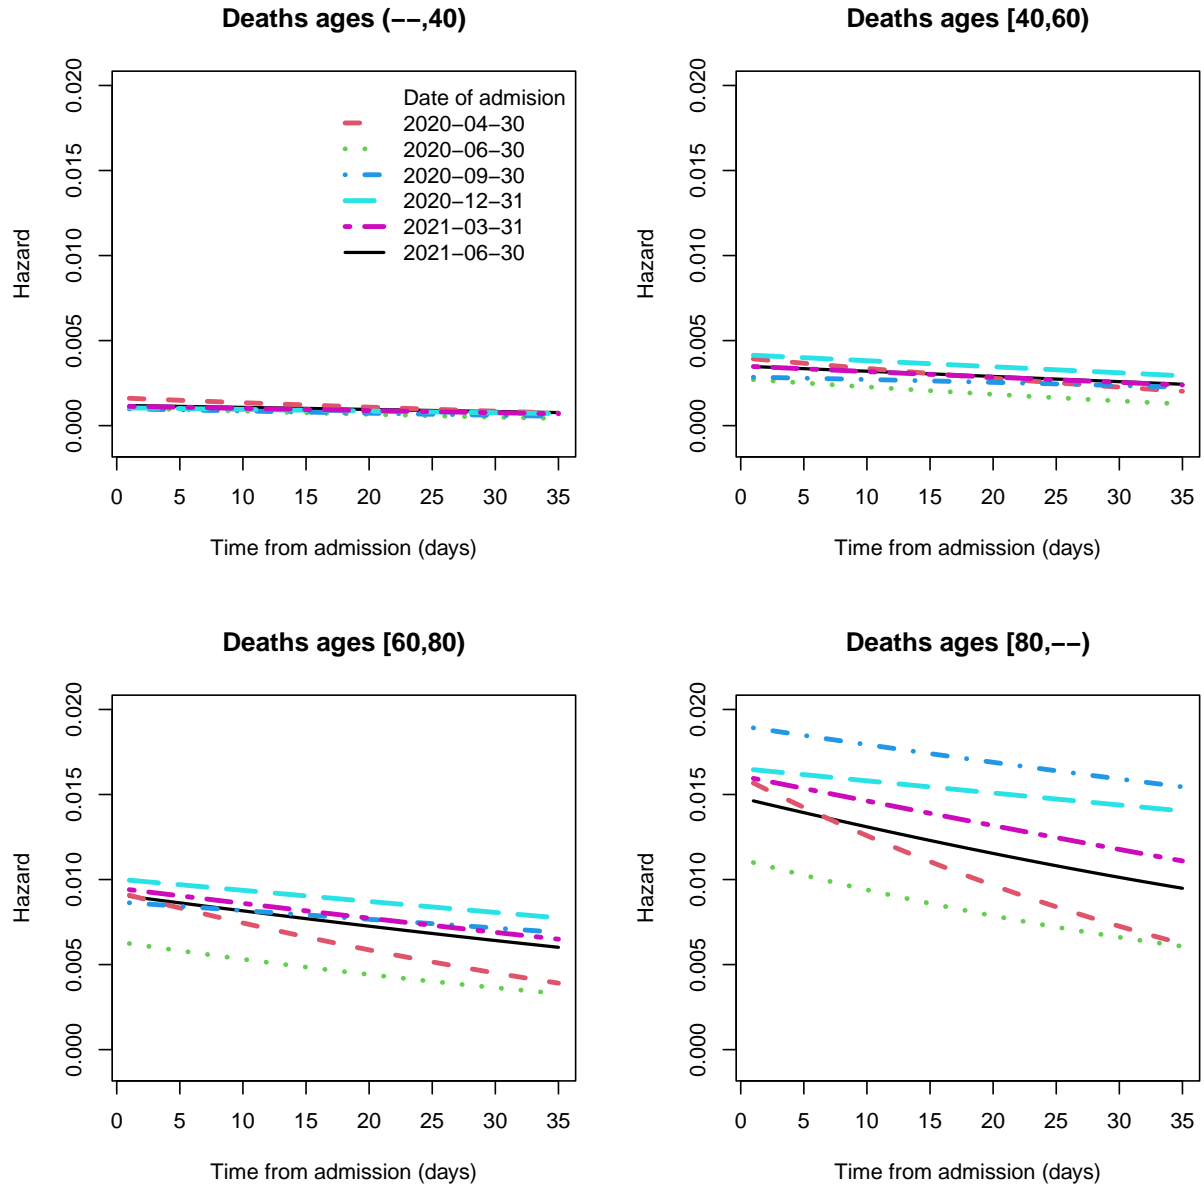 Deaths ages (−−,40)
0.020
0.015
0.010
0.005
0.000
Hazard
Date of admision
2020−04−30
2020−06−30
2020−09−30
2020−12−31
2021−03−31
2021−06−30
0 5 10 15 20 25 30 35
Time from admission (days)
Deaths ages [40,60)
0.020
0.015
0.010
0.005
0.000
Hazard
0 5 10 15 20 25 30 35
Time from admission (days)
Deaths ages [60,80)
0.020
0.015
0.010
0.005
0.000
Hazard
0 5 10 15 20 25 30 35
Time from admission (days)
Deaths ages [80,−−)
0.020
0.015
0.010
0.005
0.000
Hazard
0 5 10 15 20 25 30 35
Time from admission (days)